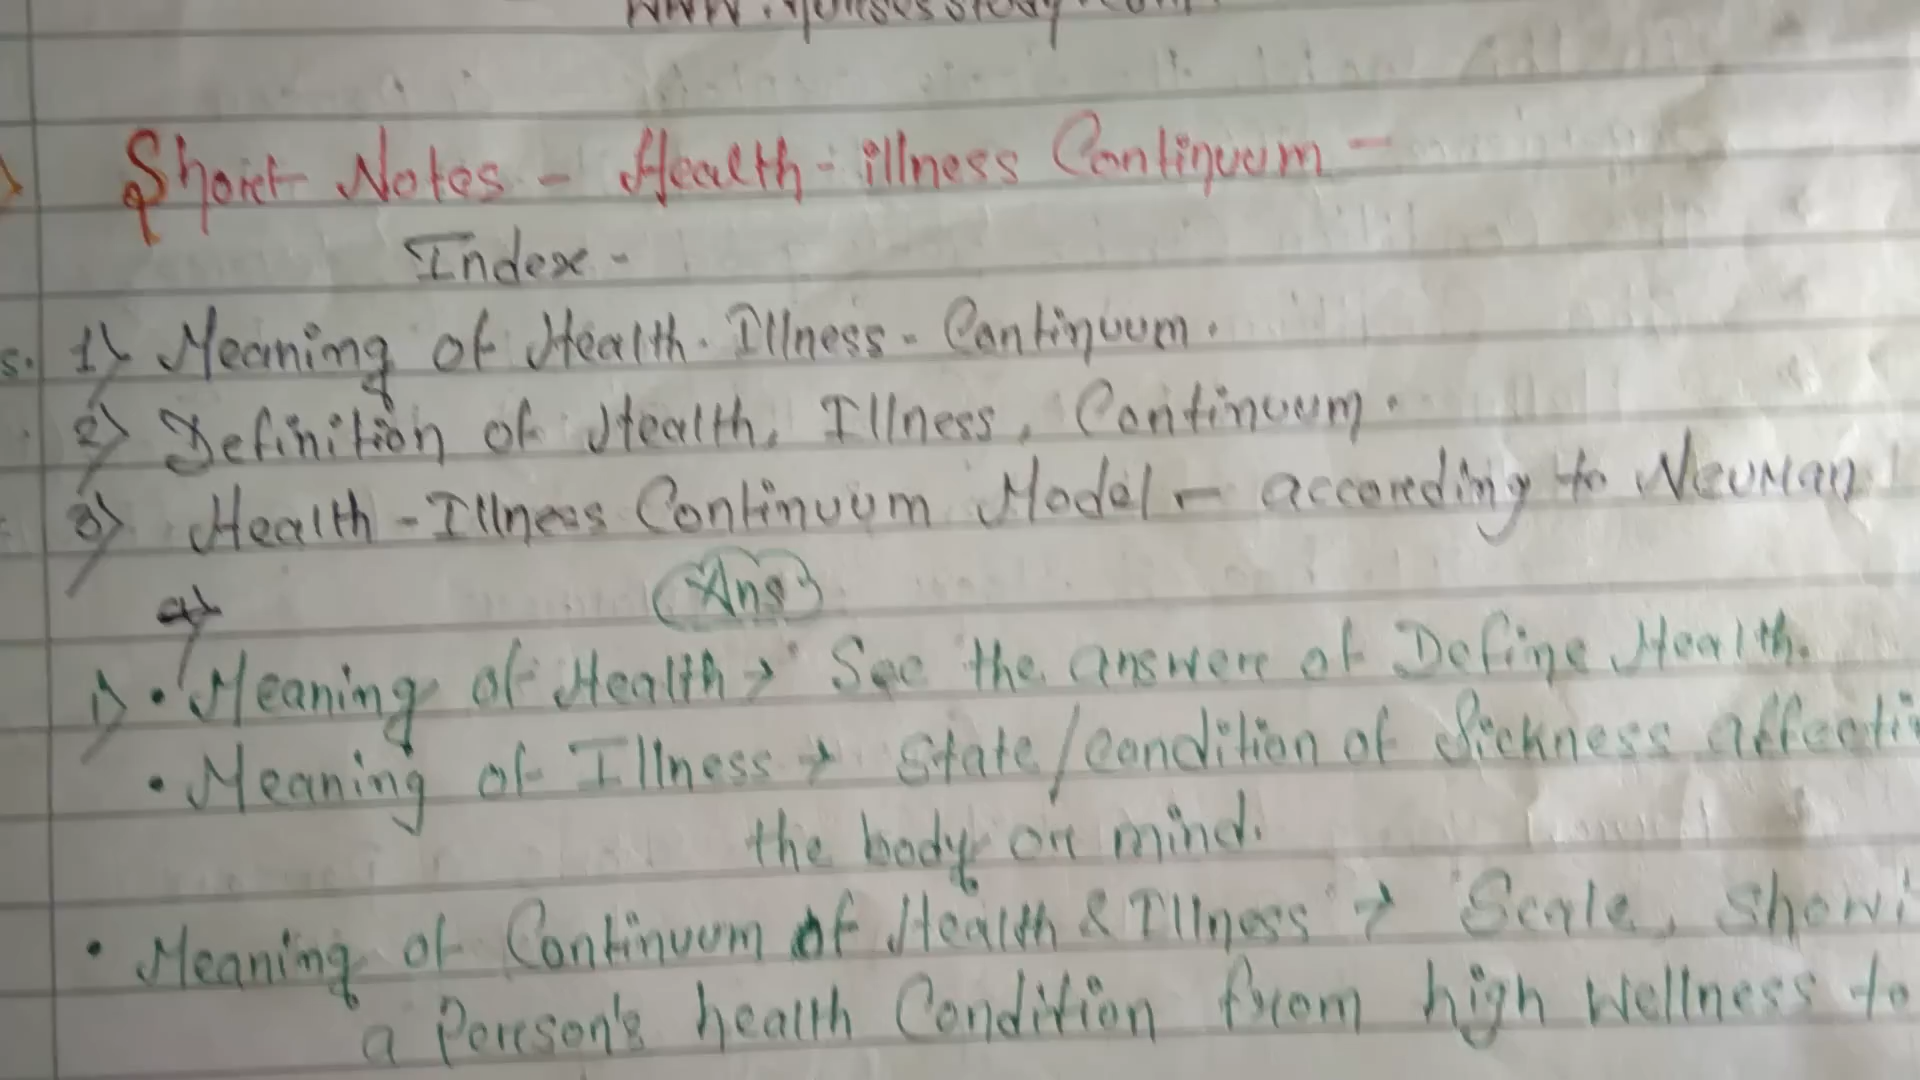 Short Notes - Health - illness Continuum -
Index -
1) Meaning of Health - Illness - Continuum.
2) Definition of Health, Illness, Continuum.
3) Health - Illness Continuum Model - according to Neuman
Ans
1) • Meaning of Health → See the answer of Define Health.
• Meaning of Illness → State/condition of Sickness affecti
the body or mind.
• Meaning of Continuum of Health & Illness → Scale, showi
a Person's health Condition from high wellness to